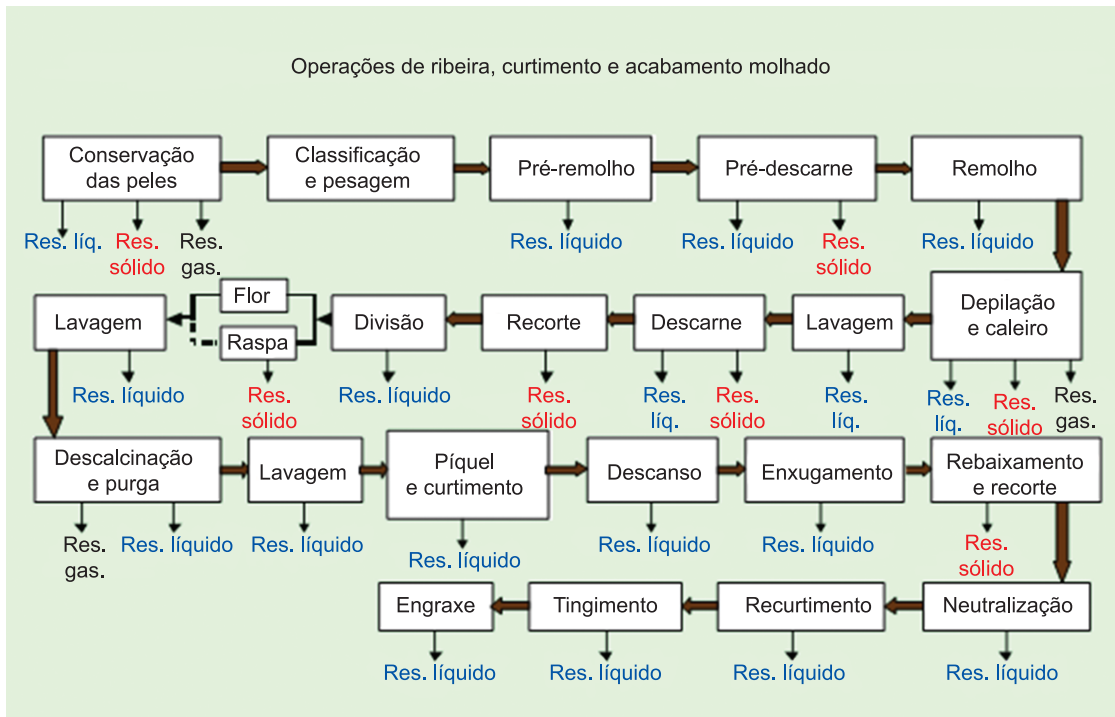 Operações de ribeira, curtimento e acabamento molhado
Conservação
das peles
Classificação
e pesagem
Pré-remolho
Pré-descarne
Remolho
Res. líq.
Res.
sólido
Res.
gas.
Res. líquido
Res. líquido
Res.
sólido
Res. líquido
Depilação
e caleiro
Lavagem
Descarne
Recorte
Divisão
Flor
Raspa
Lavagem
Res.
líq.
Res.
sólido
Res.
gas.
Res.
líq.
Res.
líq.
Res.
sólido
Res.
sólido
Res. líquido
Res.
sólido
Res. líquido
Descalcinação
e purga
Lavagem
Píquel
e curtimento
Descanso
Enxugamento
Rebaixamento
e recorte
Res.
gas.
Res. líquido
Res. líquido
Res. líquido
Res. líquido
Res. líquido
Res.
sólido
Neutralização
Recurtimento
Tingimento
Engraxe
Res. líquido
Res. líquido
Res. líquido
Res. líquido